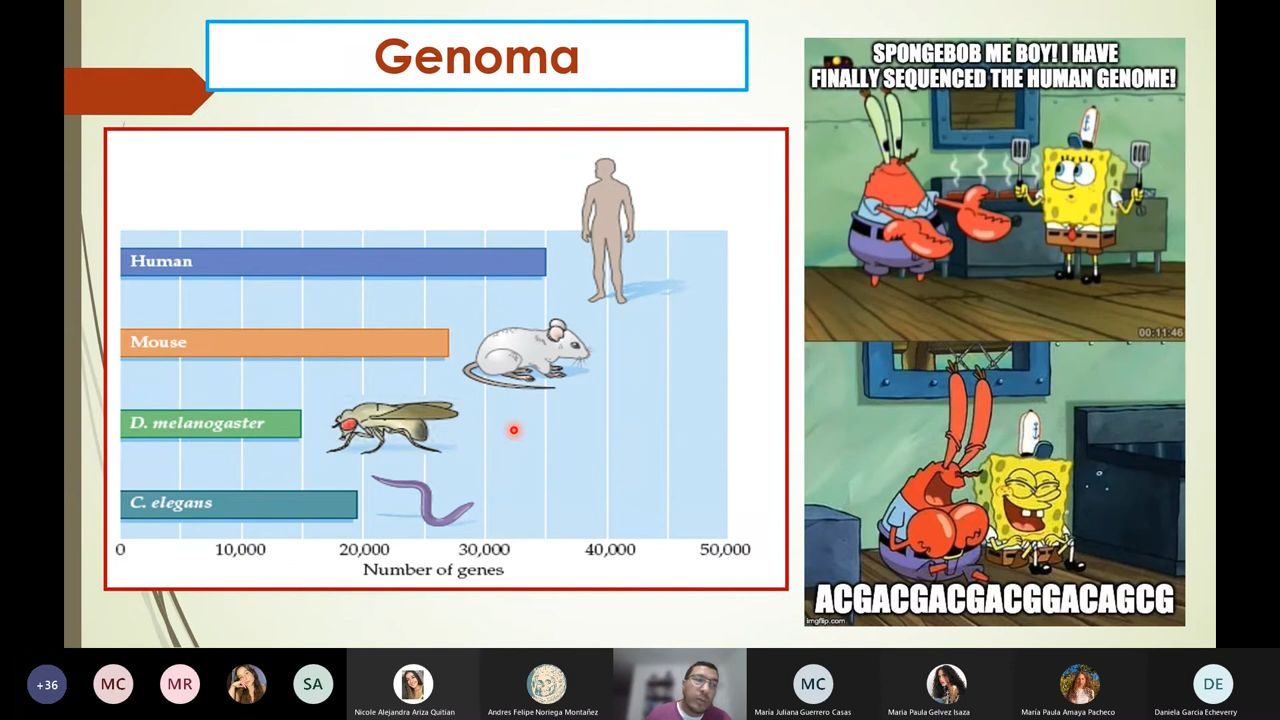 Genoma
Human
Mouse
D. melanogaster
C. elegans
0
10,000
20,000
30,000
40,000
50,000
Number of genes
SPONGEBOB ME BOY! I HAVE
FINALLY SEQUENCED THE HUMAN GENOME!
00:11:46
ACGACGACGACGGACAGCG
imgflip.com
+36
MC
MR
SA
Nicole Alejandra Ariza Quitian
Andres Felipe Noriega Montañez
MC
María Juliana Guerrero Casas
Maria Paula Gelvez Isaza
María Paula Amaya Pacheco
DE
Daniela Garcia Echeverry